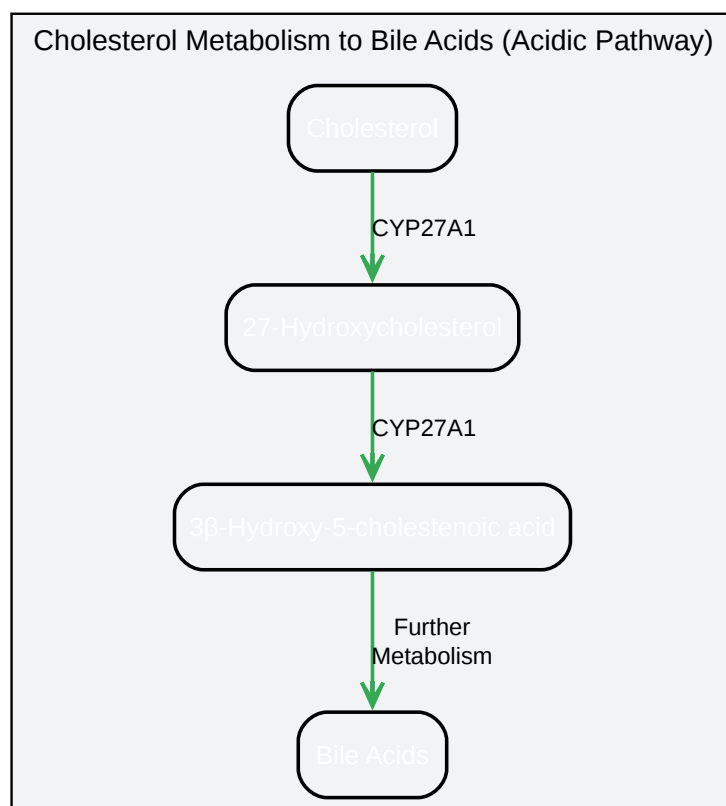 Cholesterol Metabolism to Bile Acids (Acidic Pathway)
Cholesterol
CYP27A1
27-Hydroxycholesterol
CYP27A1
3β-Hydroxy-5-cholestenoic acid
Further
Metabolism
Bile Acids